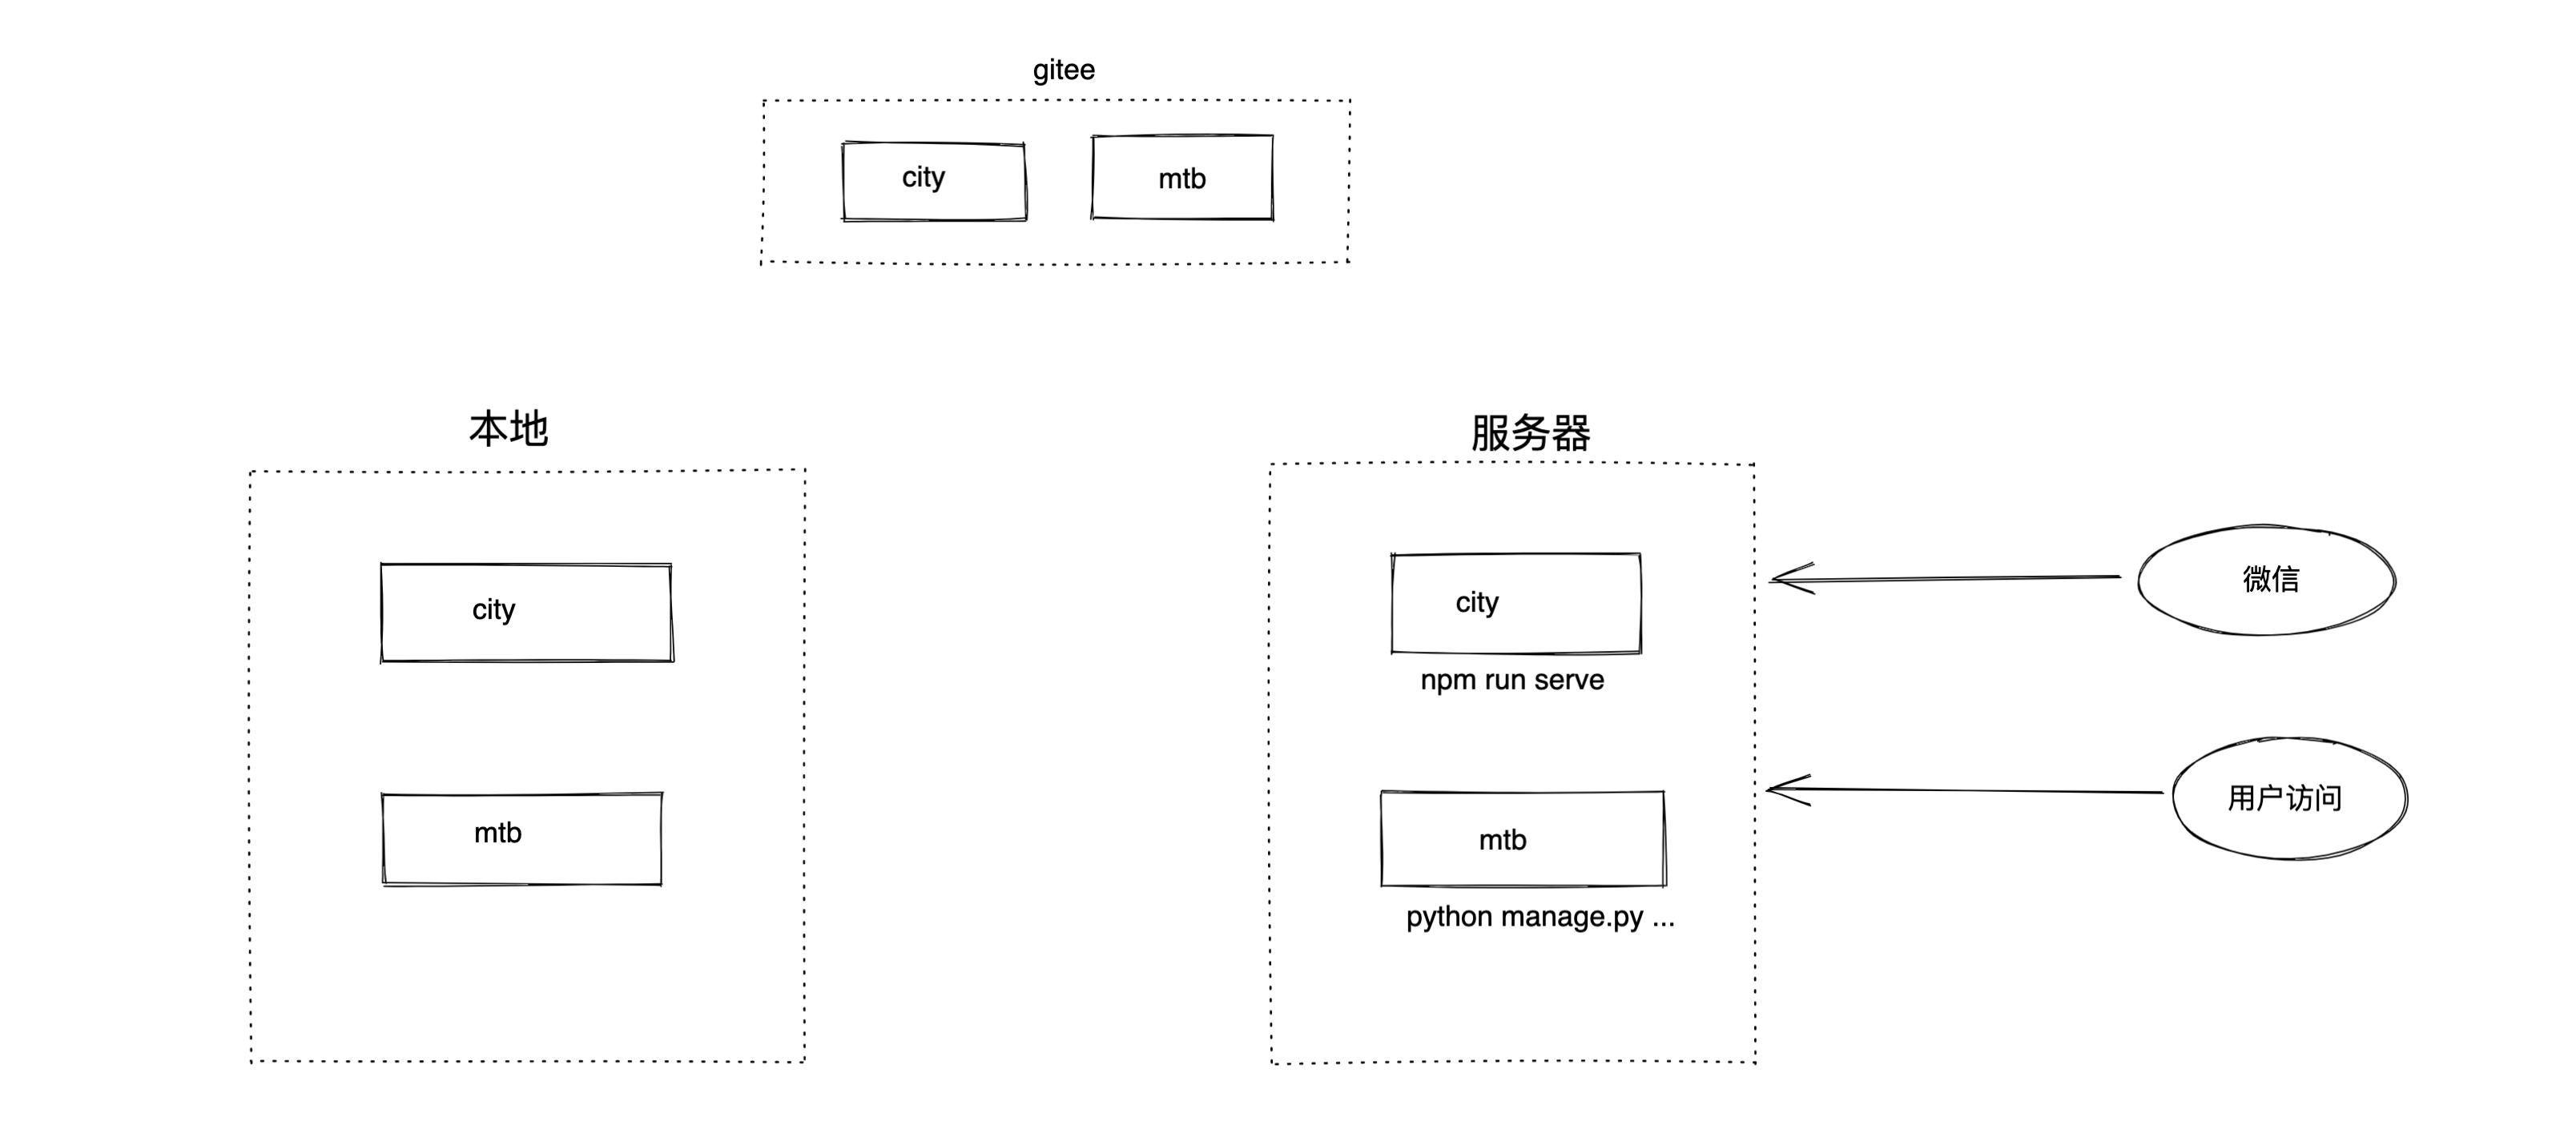 gitee
city
mtb
本地
city
mtb
服务器
city
npm run serve
mtb
python manage.py ...
微信
用户访问